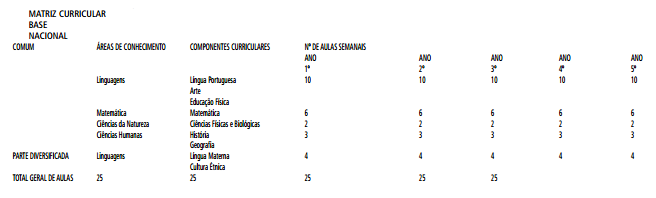 MATRIZ CURRICULAR
BASE
NACIONAL
COMUM ÁREAS DE CONHECIMENTO COMPONENTES CURRICULARES Nº DE AULAS SEMANAIS
ANO ANO ANO ANO ANO
1º 2º 3º 4º 5º
Linguagens Língua Portuguesa 10 10 10 10 10
Arte
Educação Física
Matemática Matemática 6 6 6 6 6
Ciências da Natureza Ciências Físicas e Biológicas 2 2 2 2 2
Ciências Humanas História 3 3 3 3 3
Geografia
PARTE DIVERSIFICADA Linguagens Língua Materna 4 4 4 4 4
Cultura Étnica
TOTAL GERAL DE AULAS 25 25 25 25 25